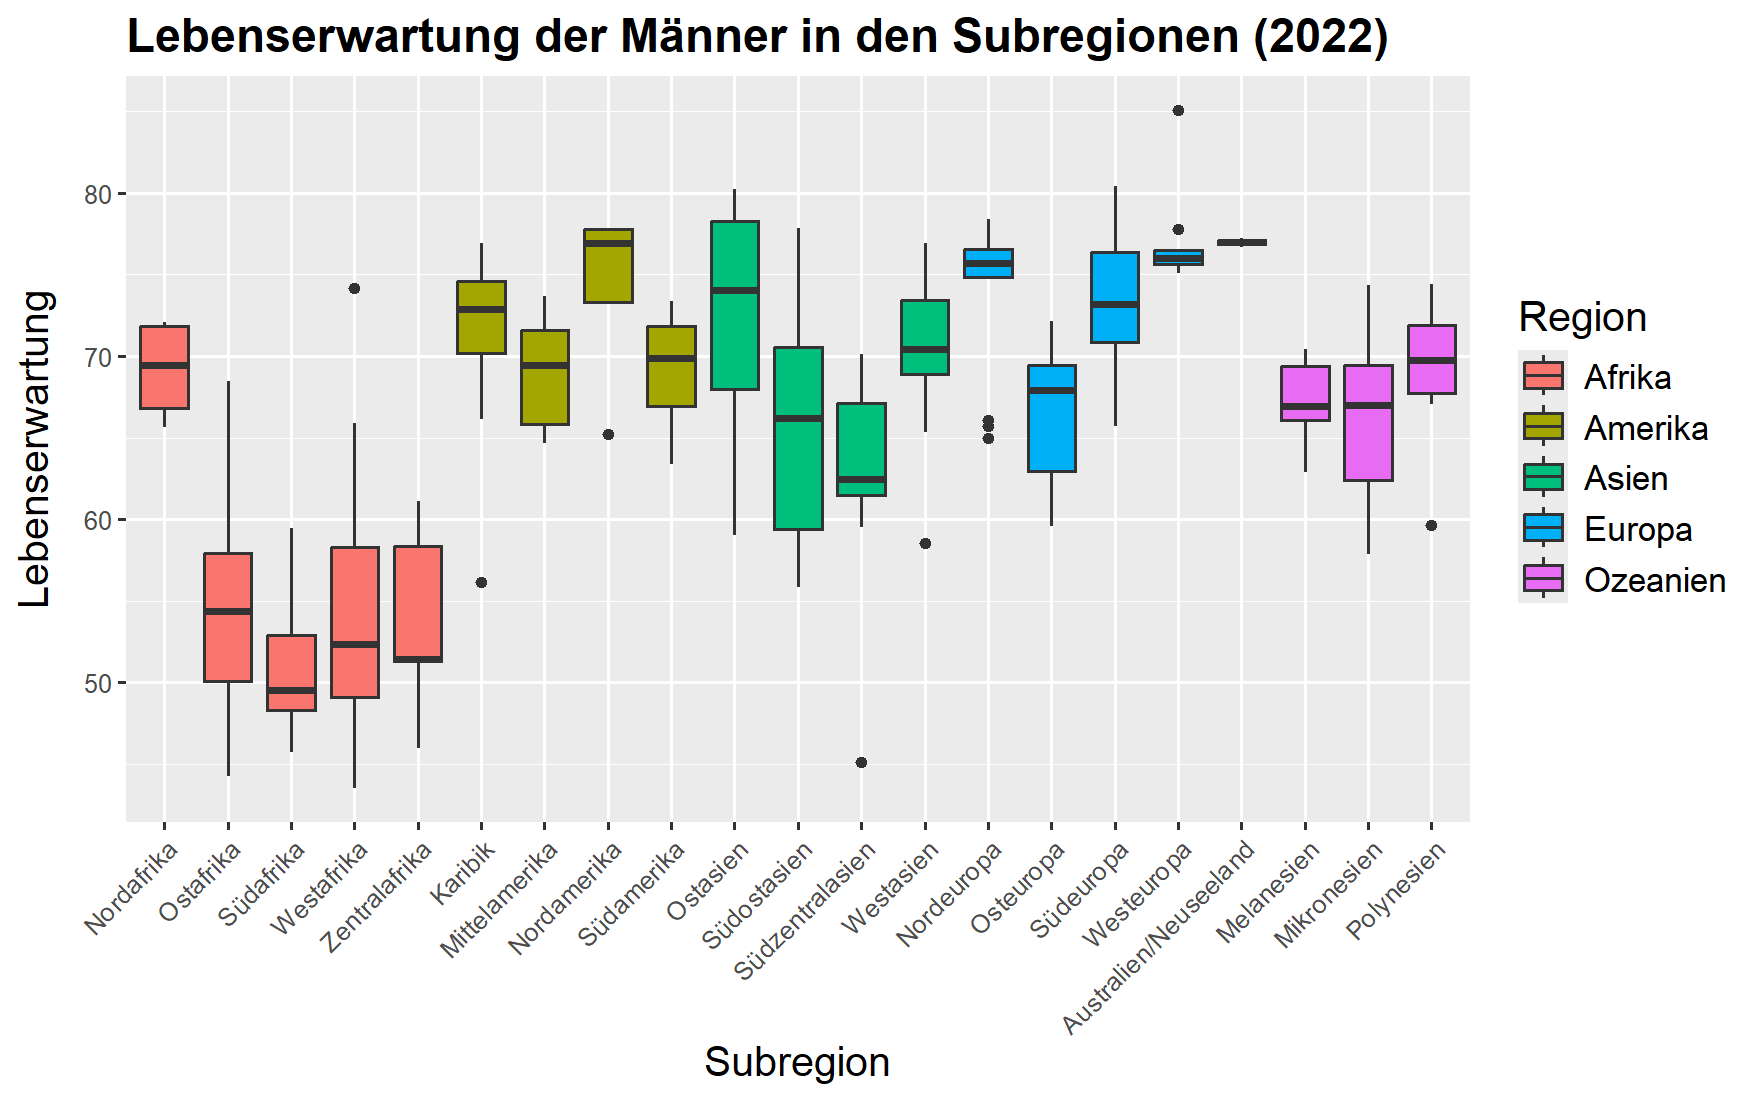 Lebenserwartung der Männer in den Subregionen (2022)
Lebenserwartung
80
70
60
50
Nordafrika
Ostafrika
Südafrika
Westafrika
Zentralafrika
Karibik
Mittelamerika
Nordamerika
Südamerika
Ostasien
Südostasien
Südzentralasien
Westasien
Nordeuropa
Osteuropa
Südeuropa
Westeuropa
Australien/Neuseeland
Melanesien
Mikronesien
Polynesien
Subregion
Region
Afrika
Amerika
Asien
Europa
Ozeanien